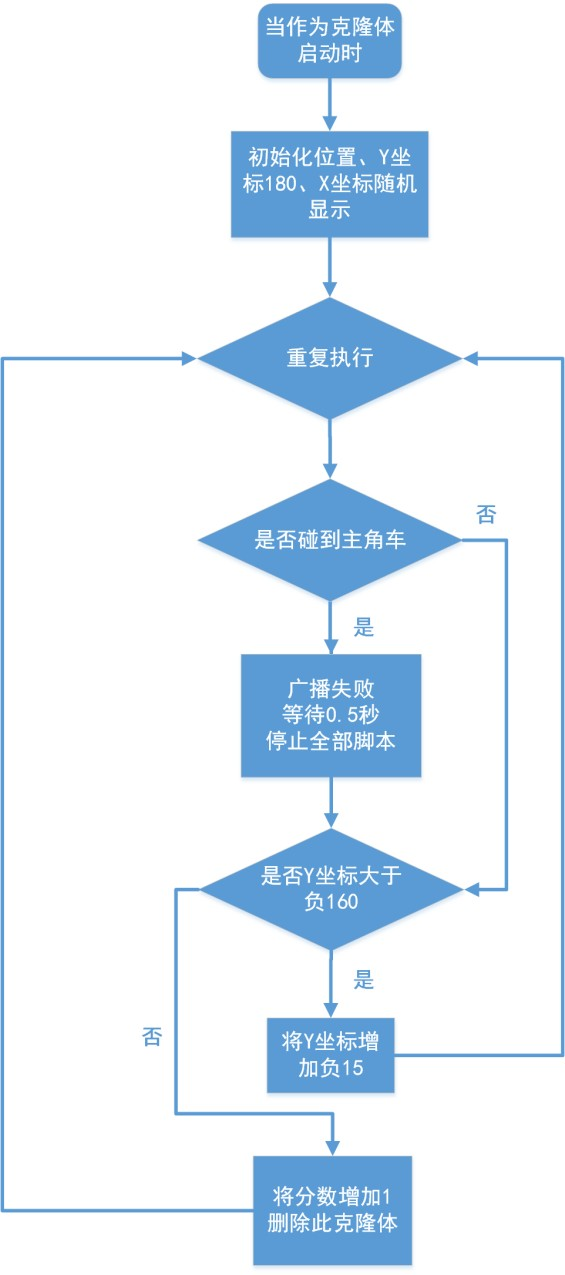 当作为克隆体
启动时
初始化位置、Y坐
标180、X坐标随机
显示
重复执行
是否碰到主角车
否
是
广播失败
等待0.5秒
停止全部脚本
是否Y坐标大于
负160
是
否
将Y坐标增
加负15
将分数增加1
删除此克隆体